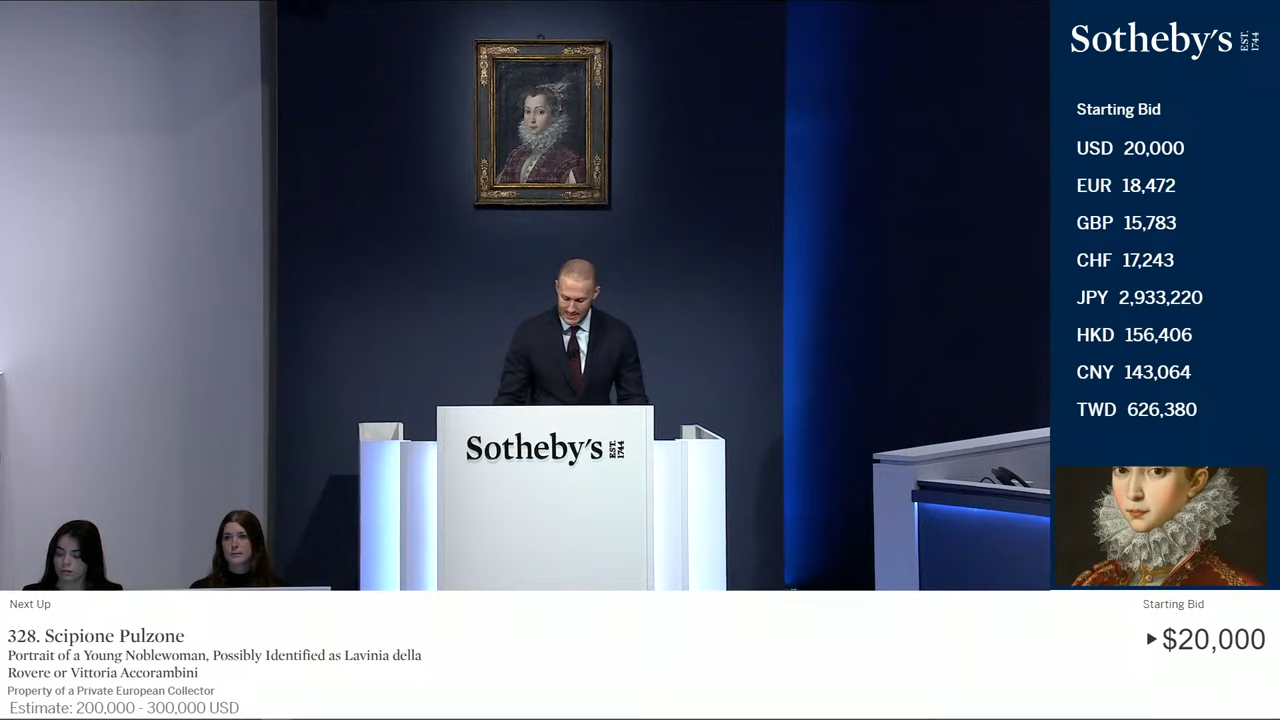 Sotheby's EST. 1744
Starting Bid
USD 20,000
EUR 18,472
GBP 15,783
CHF 17,243
JPY 2,933,220
HKD 156,406
CNY 143,064
TWD 626,380
Sotheby's EST. 1744
Next Up
328. Scipione Pulzone
Portrait of a Young Noblewoman, Possibly Identified as Lavinia della
Rovere or Vittoria Accorambini
Property of a Private European Collector
Estimate: 200,000 - 300,000 USD
Starting Bid
$20,000